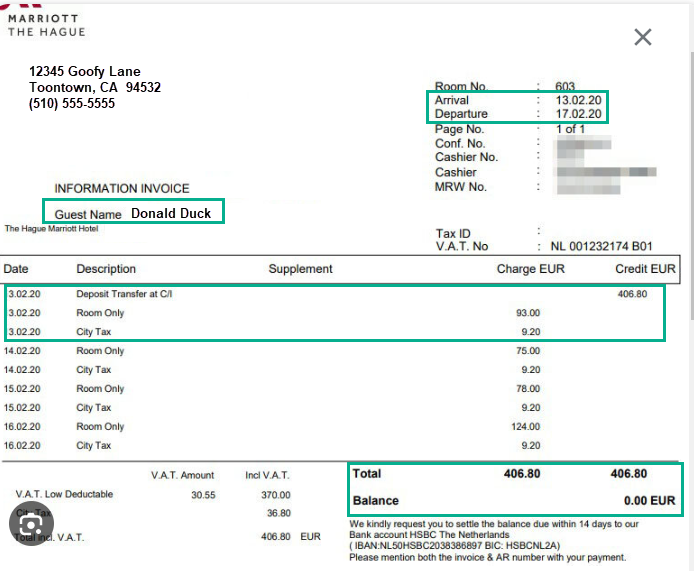 MARRIOTT
THE HAGUE
12345 Goofy Lane
Toontown, CA 94532
(510) 555-5555
Room No. : 603
Arrival : 13.02.20
Departure : 17.02.20
Page No. : 1 of 1
Conf. No. :
Cashier No. :
Cashier :
MRW No. :
INFORMATION INVOICE
Guest Name Donald Duck
The Hague Marriott Hotel
Tax ID :
V.A.T. No : NL 001232174 B01
Date Description Supplement Charge EUR Credit EUR
3.02.20 Deposit Transfer at C/I 406.80
3.02.20 Room Only 93.00
3.02.20 City Tax 9.20
14.02.20 Room Only 75.00
14.02.20 City Tax 9.20
15.02.20 Room Only 78.00
15.02.20 City Tax 9.20
16.02.20 Room Only 124.00
16.02.20 City Tax 9.20
V.A.T. Amount Incl V.A.T.
V.A.T. Low Deductable 30.55 370.00
City Tax 36.80
Total incl. V.A.T. 406.80 EUR
Total 406.80 406.80
Balance 0.00 EUR
We kindly request you to settle the balance due within 14 days to our
Bank account HSBC The Netherlands
( IBAN:NL50HSBC2038386897 BIC: HSBCNL2A)
Please mention both the invoice & AR number with your payment.